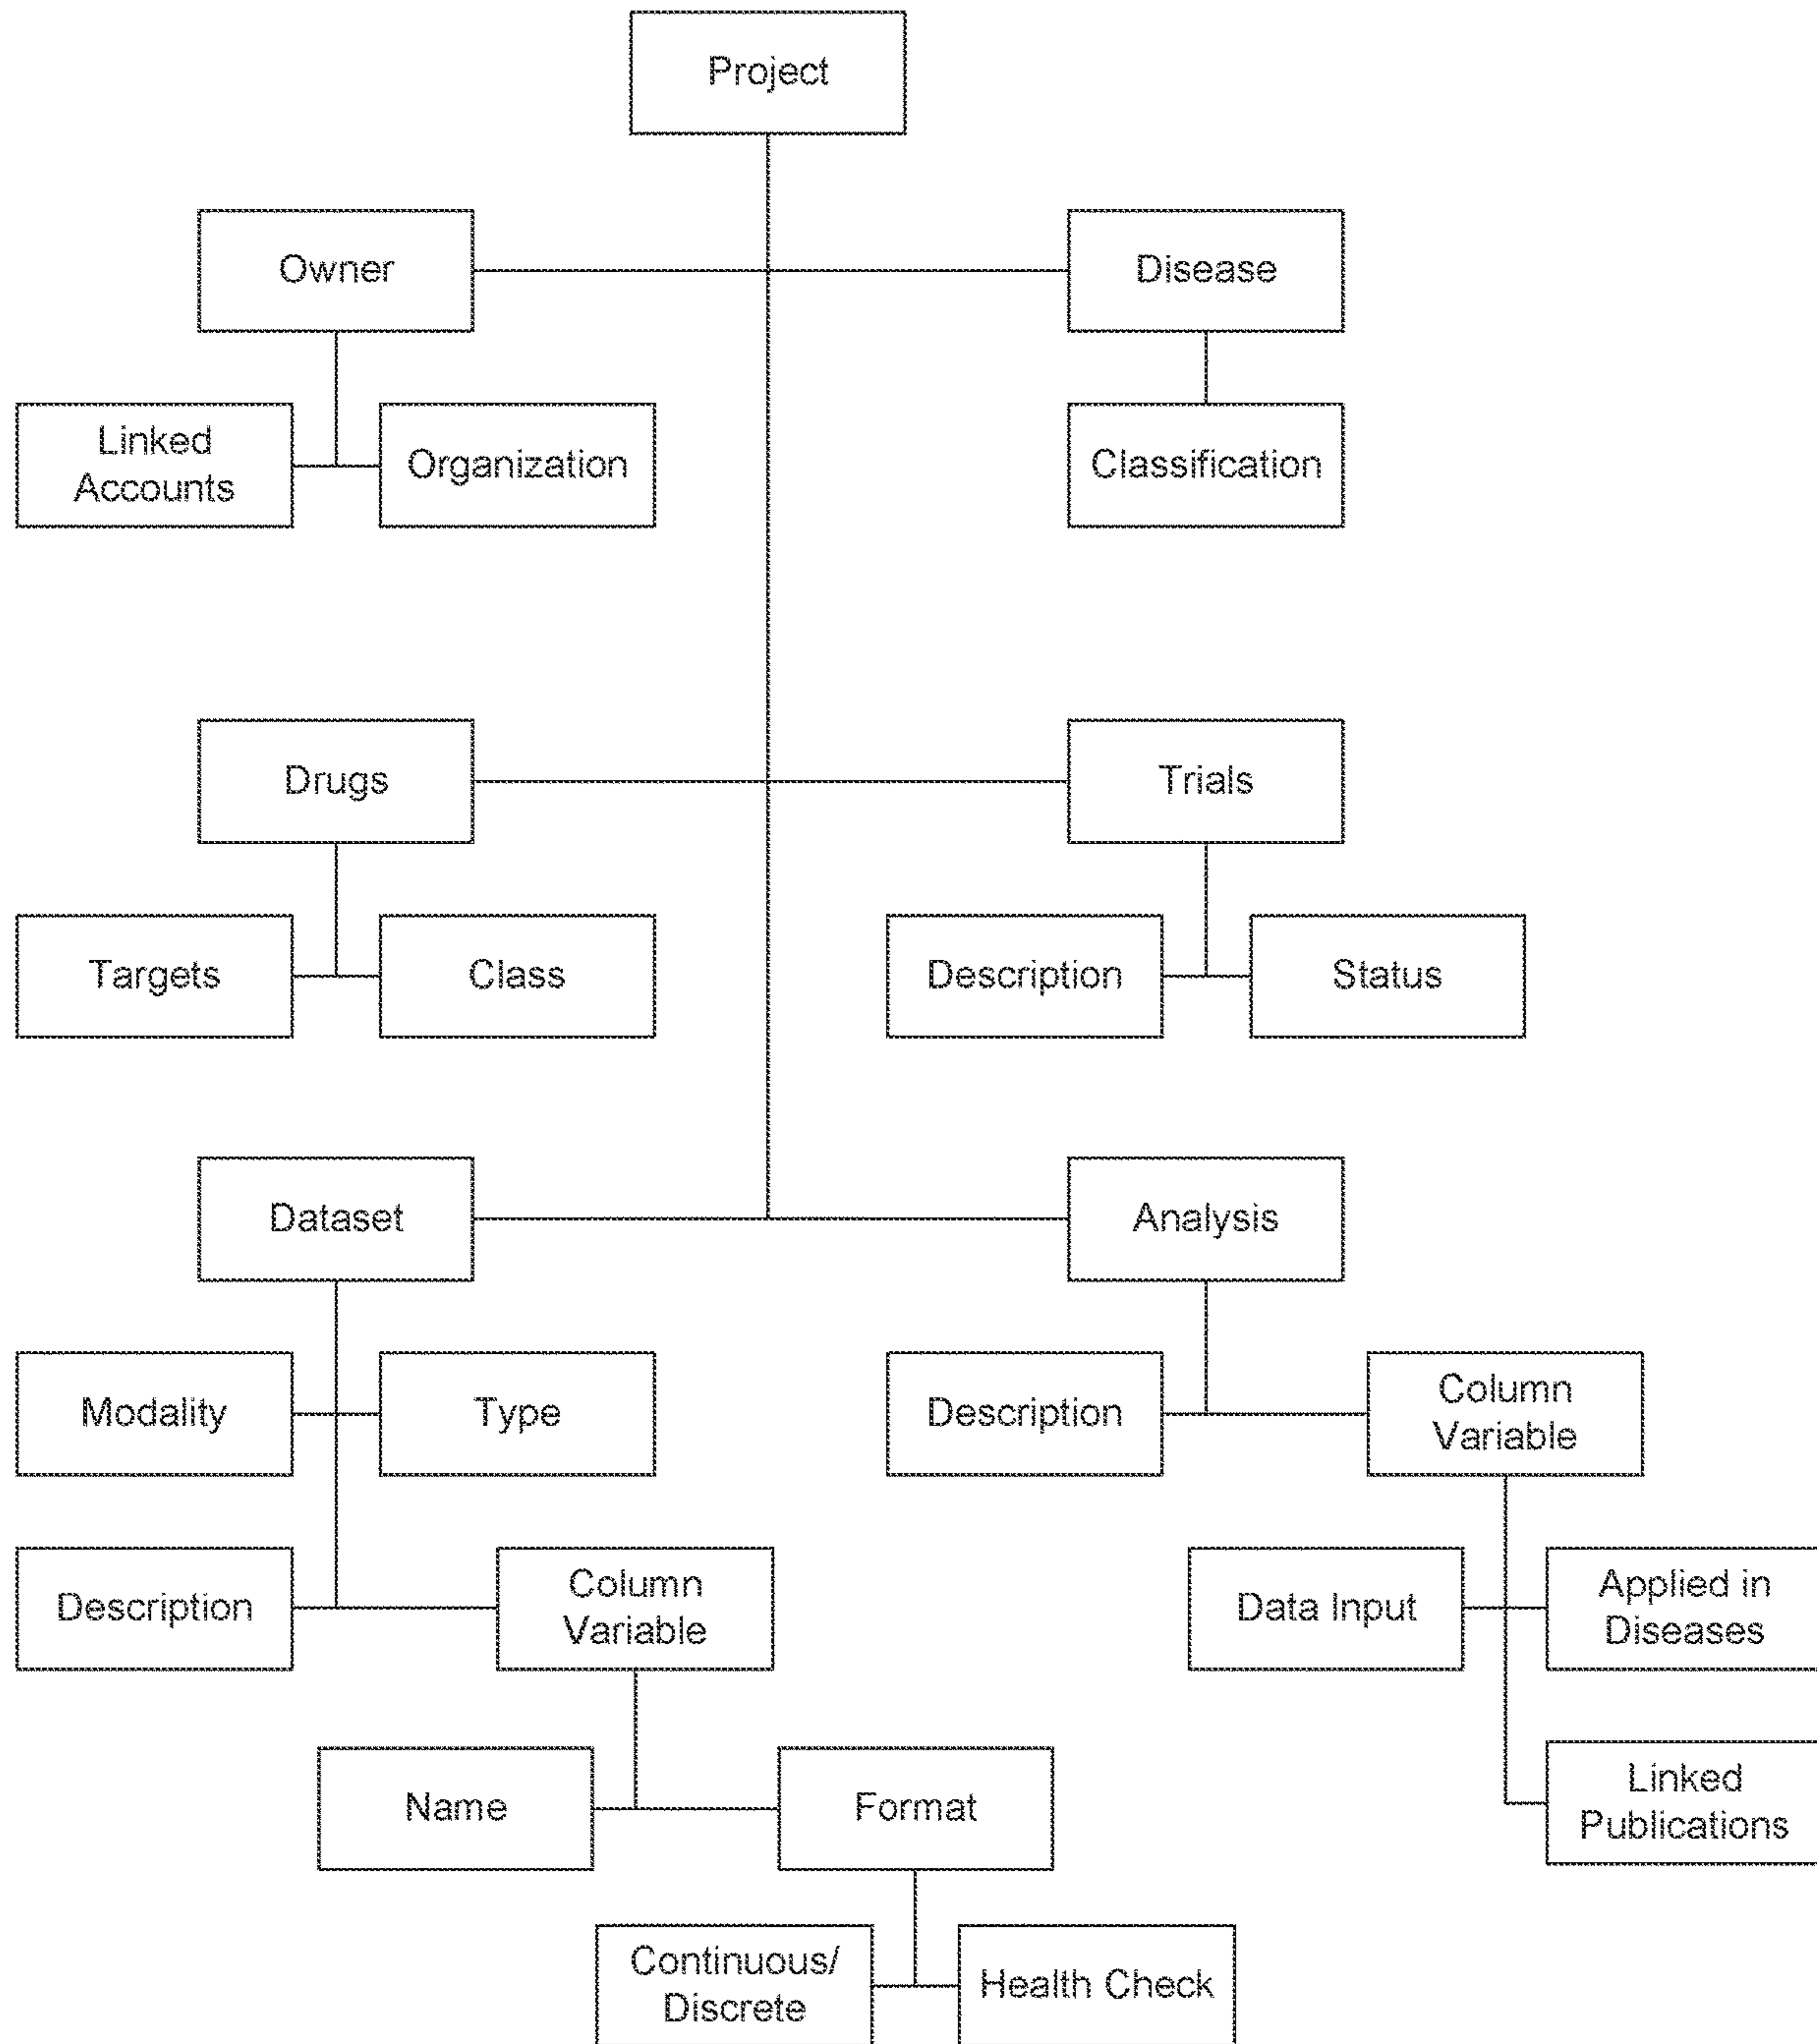 Project
Owner
Disease
Linked
Accounts
Organization
Classification
Drugs
Trials
Targets
Class
Description
Status
Dataset
Analysis
Modality
Type
Description
Column
Variable
Description
Column
Variable
Data Input
Applied in
Diseases
Name
Format
Linked
Publications
Continuous/
Discrete
Health Check